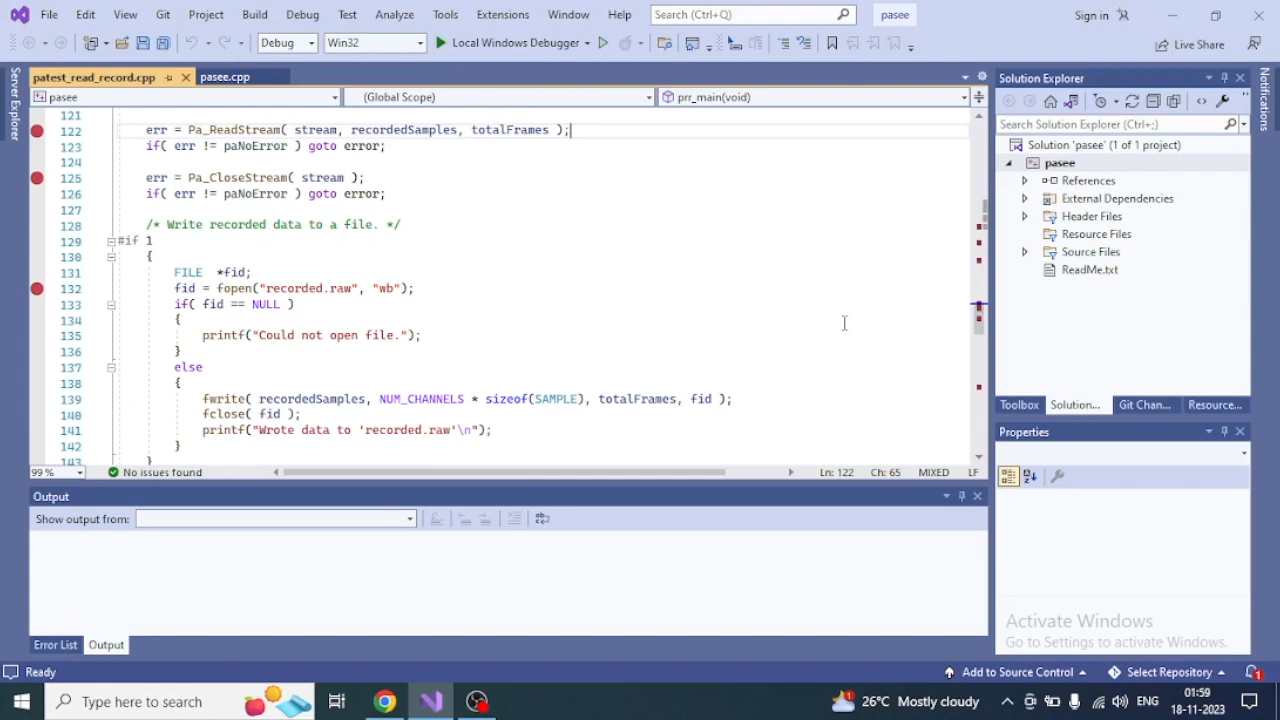 File Edit View Git Project Build Debug Test Analyze Tools Extensions Window Help Search (Ctrl+Q) pasee Sign in
Debug Win32 Local Windows Debugger Live Share
Server Explorer
patest_read_record.cpp pasee.cpp
pasee (Global Scope) prr_main(void)
121
122 err = Pa_ReadStream( stream, recordedSamples, totalFrames );
123 if( err != paNoError ) goto error;
124
125 err = Pa_CloseStream( stream );
126 if( err != paNoError ) goto error;
127
128 /* Write recorded data to a file. */
129 #if 1
130 {
131 FILE *fid;
132 fid = fopen("recorded.raw", "wb");
133 if( fid == NULL )
134 {
135 printf("Could not open file.");
136 }
137 else
138 {
139 fwrite( recordedSamples, NUM_CHANNELS * sizeof(SAMPLE), totalFrames, fid );
140 fclose( fid );
141 printf("Wrote data to 'recorded.raw'\n");
142 }
143 }
99 % No issues found Ln: 122 Ch: 65 MIXED LF
Output
Show output from:
Error List Output
Solution Explorer
Search Solution Explorer (Ctrl+;)
Solution 'pasee' (1 of 1 project)
pasee
References
External Dependencies
Header Files
Resource Files
Source Files
ReadMe.txt
Toolbox Solution... Git Chan... Resource...
Properties
Activate Windows
Go to Settings to activate Windows.
Notifications
Ready Add to Source Control Select Repository 1
Type here to search 1 26°C Mostly cloudy ENG 01:59
18-11-2023